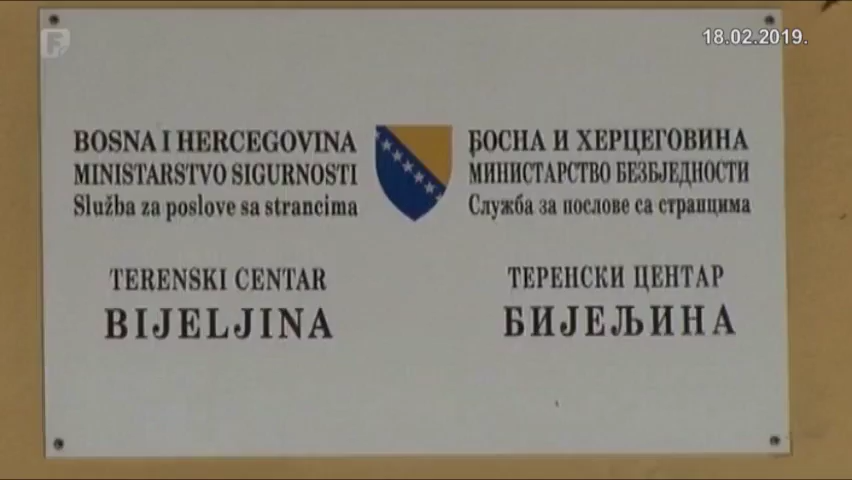 18.02.2019.
BOSNA I HERCEGOVINA
MINISTARSTVO SIGURNOSTI
Služba za poslove sa strancima
TERENSKI CENTAR
BIJELJINA
БОСНА И ХЕРЦЕГОВИНА
МИНИСТАРСТВО БЕЗБЈЕДНОСТИ
Служба за послове са странцима
ТЕРЕНСКИ ЦЕНТАР
БИЈЕЉИНА